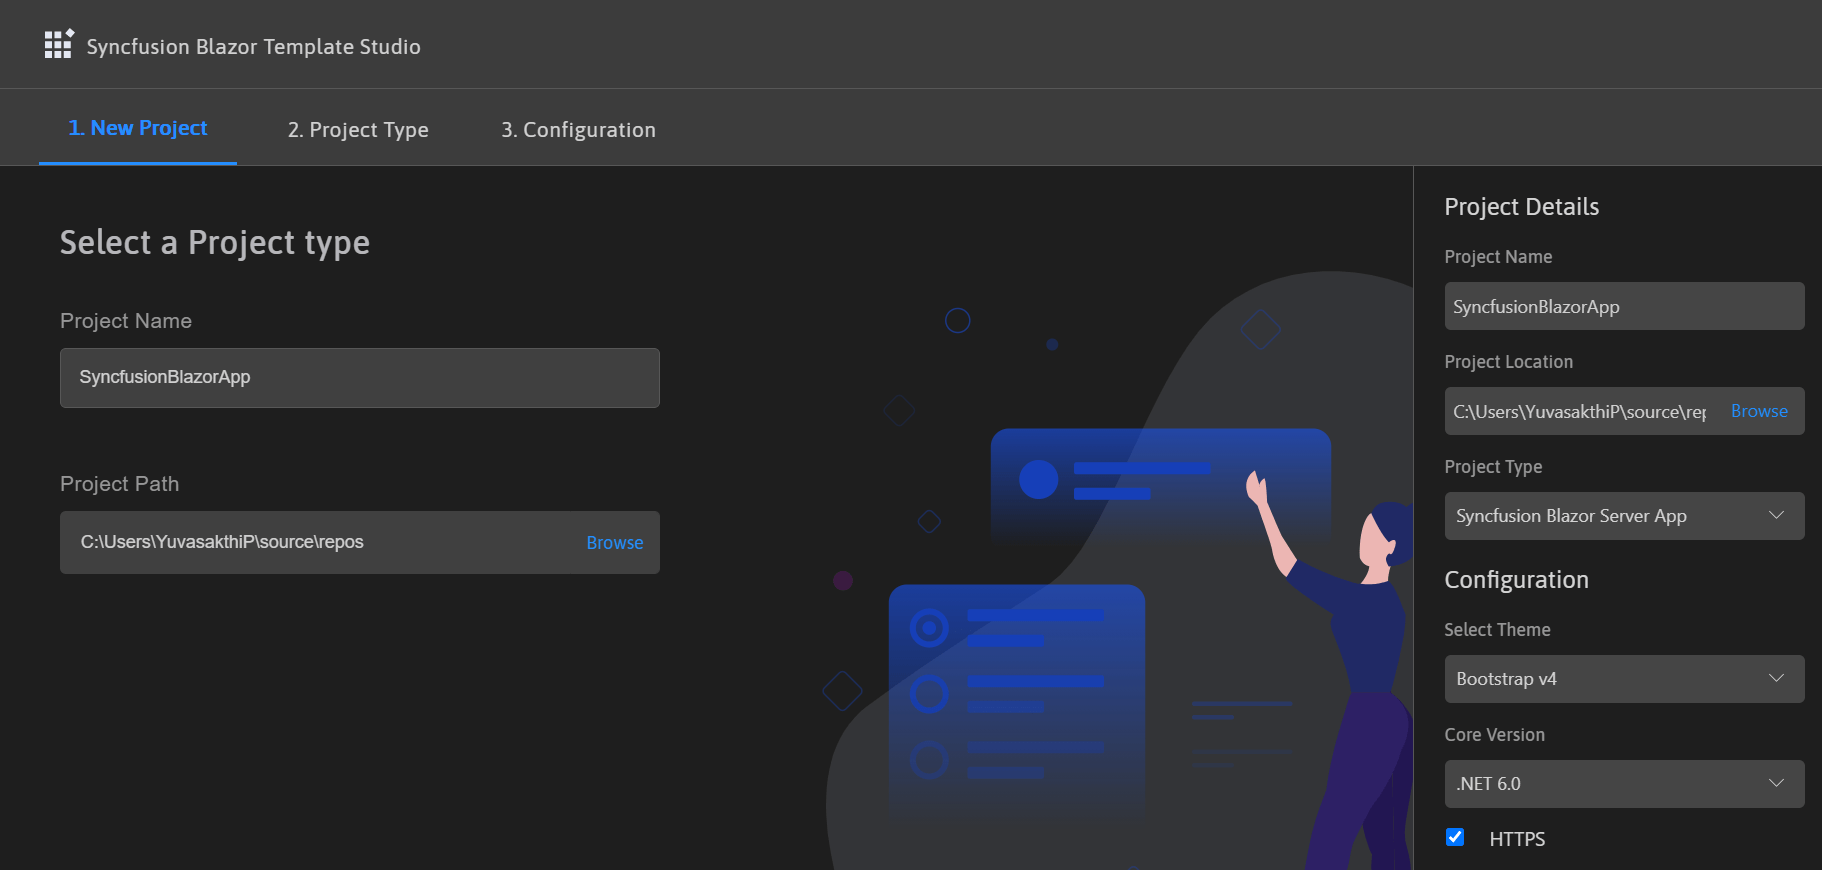 Syncfusion Blazor Template Studio
1. New Project
2. Project Type
3. Configuration
Select a Project type
Project Name
SyncfusionBlazorApp
Project Path
C:\Users\YuvasakthiP\source\repos
Browse
Project Details
Project Name
SyncfusionBlazorApp
Project Location
C:\Users\YuvasakthiP\source\rep
Browse
Project Type
Syncfusion Blazor Server App
Configuration
Select Theme
Bootstrap v4
Core Version
.NET 6.0
HTTPS